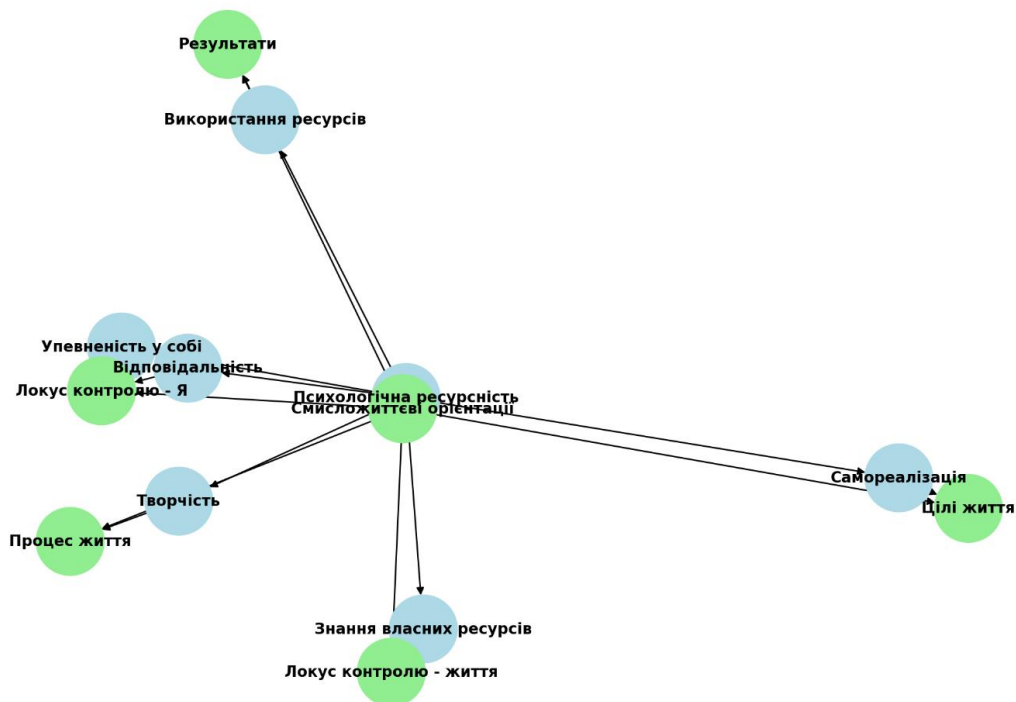 Результати
Використання ресурсів
Упевненість у собі
Відповідальність
Локус контролю - Я
Психологічна ресурсність
Смисложиттєві орієнтації
Самореалізація
Творчість
Цілі життя
Процес життя
Знання власних ресурсів
Локус контролю - життя